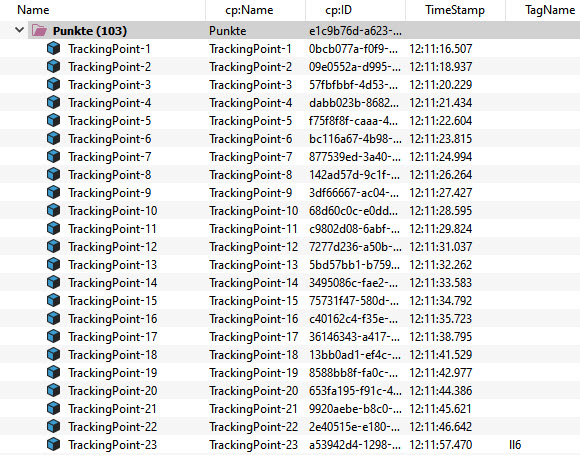 Name cp:Name cp:ID TimeStamp TagName
Punkte (103) Punkte e1c9b76d-a623-...
TrackingPoint-1 TrackingPoint-1 0bcb077a-f0f9-... 12:11:16.507
TrackingPoint-2 TrackingPoint-2 09e0552a-d995-... 12:11:18.937
TrackingPoint-3 TrackingPoint-3 57fbfbbf-4d53-... 12:11:20.229
TrackingPoint-4 TrackingPoint-4 dabb023b-8682... 12:11:21.434
TrackingPoint-5 TrackingPoint-5 f75f8f8f-caaa-4... 12:11:22.604
TrackingPoint-6 TrackingPoint-6 bc116a67-4b98-... 12:11:23.815
TrackingPoint-7 TrackingPoint-7 877539ed-3a40-... 12:11:24.994
TrackingPoint-8 TrackingPoint-8 142ad57d-9c1f-... 12:11:26.264
TrackingPoint-9 TrackingPoint-9 3df66667-ac04-... 12:11:27.427
TrackingPoint-10 TrackingPoint-10 68d60c0c-e0dd... 12:11:28.595
TrackingPoint-11 TrackingPoint-11 c9802d08-6abf-... 12:11:29.824
TrackingPoint-12 TrackingPoint-12 7277d236-a50b-... 12:11:31.037
TrackingPoint-13 TrackingPoint-13 5bd57bb1-b759... 12:11:32.262
TrackingPoint-14 TrackingPoint-14 3495086c-fae2-... 12:11:33.583
TrackingPoint-15 TrackingPoint-15 75731f47-580d-... 12:11:34.792
TrackingPoint-16 TrackingPoint-16 c40162c4-f35e-... 12:11:35.723
TrackingPoint-17 TrackingPoint-17 36146343-a417-... 12:11:38.795
TrackingPoint-18 TrackingPoint-18 13bb0ad1-ef4c-... 12:11:41.529
TrackingPoint-19 TrackingPoint-19 8588bb8f-fa0c-... 12:11:42.977
TrackingPoint-20 TrackingPoint-20 653fa195-f91c-4... 12:11:44.386
TrackingPoint-21 TrackingPoint-21 9920aebe-b8c0-... 12:11:45.621
TrackingPoint-22 TrackingPoint-22 2e40515e-e180-... 12:11:46.642
TrackingPoint-23 TrackingPoint-23 a53942d4-1298-... 12:11:57.470 II6